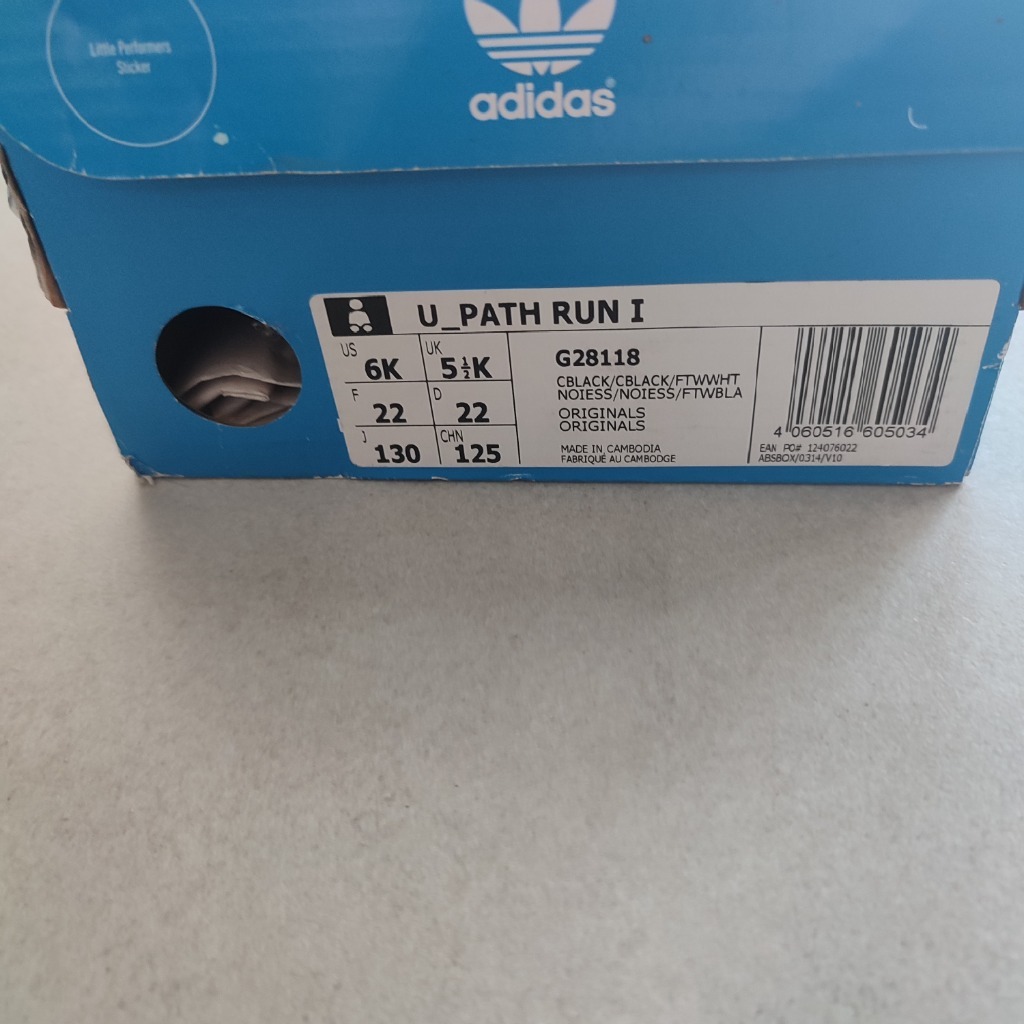 Little Performers
Sticker
adidas®
U_PATH RUN I
US 6K UK 5½K
F 22 D 22
J 130 CHN 125
G28118
CBLACK/CBLACK/FTWWHT
NOIESS/NOIESS/FTWBLA
ORIGINALS
ORIGINALS
MADE IN CAMBODIA
FABRIQUÉ AU CAMBODGE
4 060516 605034
EAN PO# 124076022
ABSBOX/0314/V10